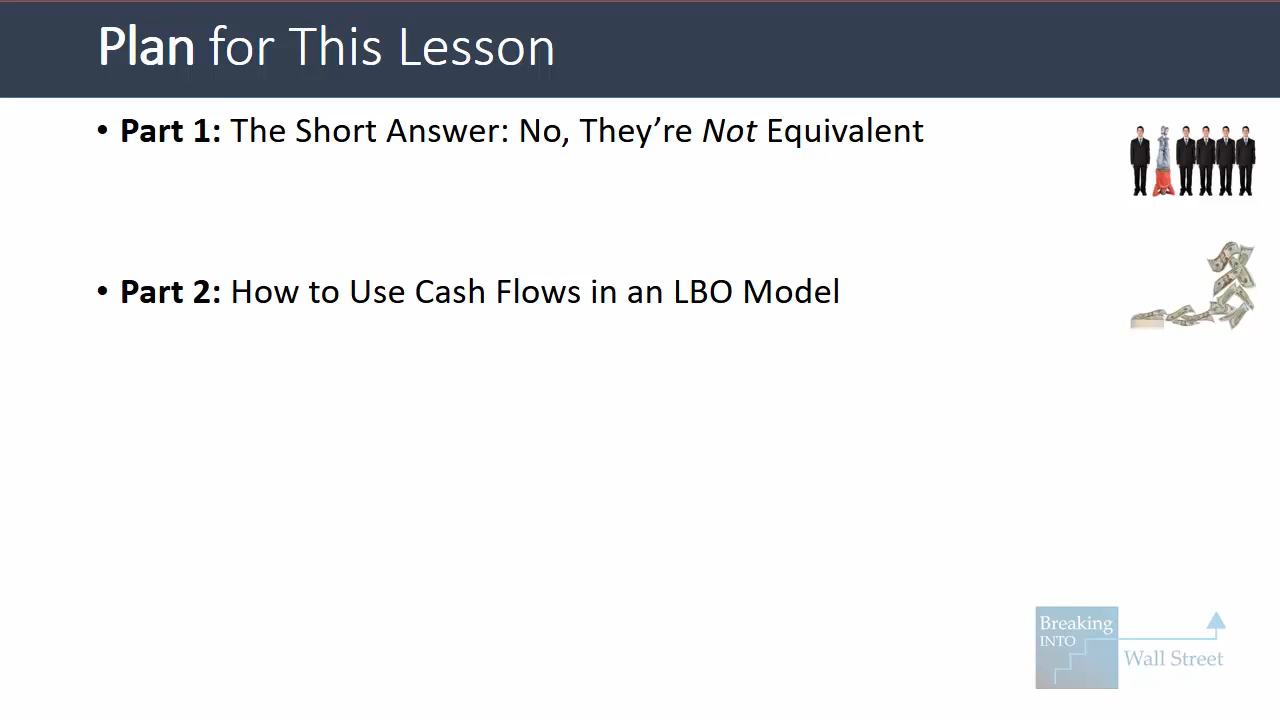 Plan for This Lesson
• Part 1: The Short Answer: No, They’re Not Equivalent
• Part 2: How to Use Cash Flows in an LBO Model
Breaking
INTO
Wall Street